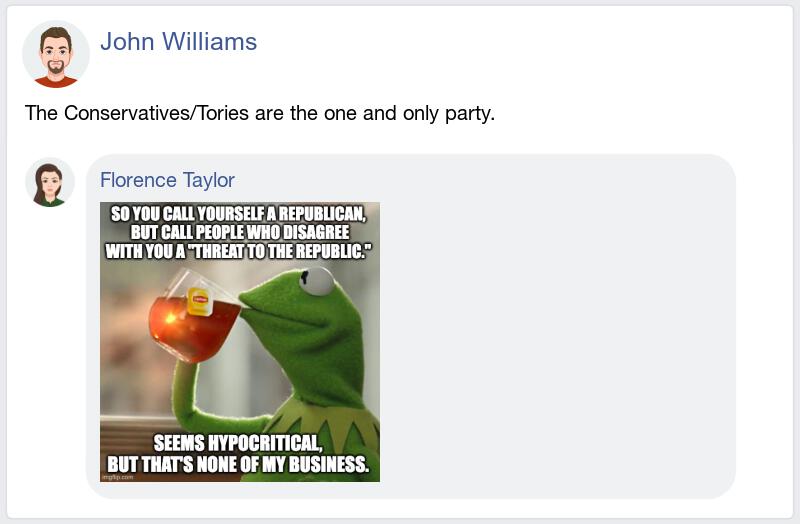 John Williams
The Conservatives/Tories are the one and only party.
Florence Taylor
SO YOU CALL YOURSELF A REPUBLICAN,
BUT CALL PEOPLE WHO DISAGREE
WITH YOU A "THREAT TO THE REPUBLIC."
Lipton
SEEMS HYPOCRITICAL,
BUT THAT'S NONE OF MY BUSINESS.
imgflip.com